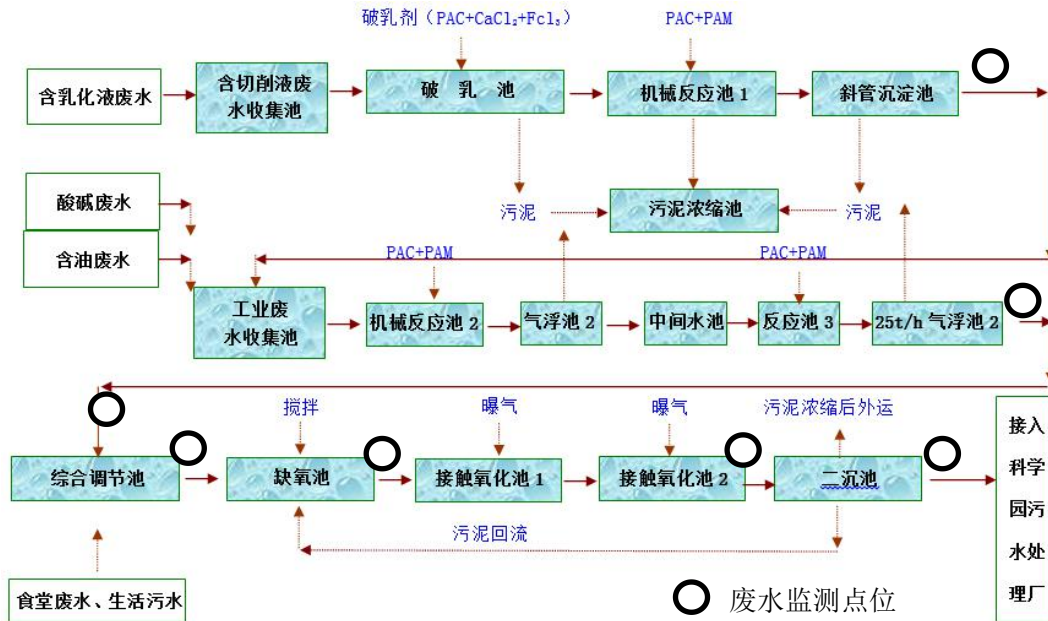 破乳剂（PAC+CaCl₂+Fcl₃）
PAC+PAM
含乳化液废水
含切削液废
水收集池
破 乳 池
机械反应池 1
斜管沉淀池
酸碱废水
污泥
污泥浓缩池
污泥
含油废水
PAC+PAM
PAC+PAM
工业废
水收集池
机械反应池 2
气浮池 2
中间水池
反应池 3
25t/h 气浮池 2
搅拌
曝气
曝气
污泥浓缩后外运
综合调节池
缺氧池
接触氧化池 1
接触氧化池 2
二沉池
接入
科学
园污
水处
理厂
污泥回流
食堂废水、生活污水
废水监测点位